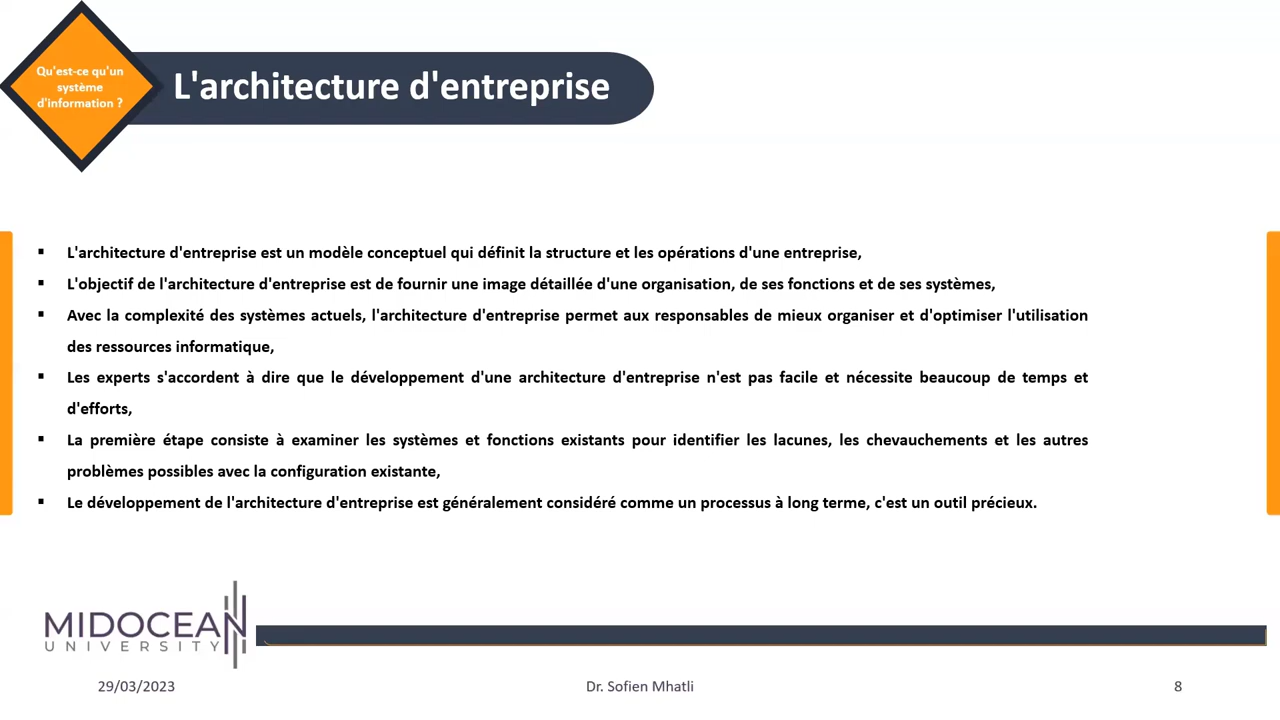 Qu'est-ce qu'un
système
d'information ?
L'architecture d'entreprise
▪ L'architecture d'entreprise est un modèle conceptuel qui définit la structure et les opérations d'une entreprise,
▪ L'objectif de l'architecture d'entreprise est de fournir une image détaillée d'une organisation, de ses fonctions et de ses systèmes,
▪ Avec la complexité des systèmes actuels, l'architecture d'entreprise permet aux responsables de mieux organiser et d'optimiser l'utilisation
des ressources informatique,
▪ Les experts s'accordent à dire que le développement d'une architecture d'entreprise n'est pas facile et nécessite beaucoup de temps et
d'efforts,
▪ La première étape consiste à examiner les systèmes et fonctions existants pour identifier les lacunes, les chevauchements et les autres
problèmes possibles avec la configuration existante,
▪ Le développement de l'architecture d'entreprise est généralement considéré comme un processus à long terme, c'est un outil précieux.
MIDOCEAN
UNIVERSITY
29/03/2023
Dr. Sofien Mhatli
8